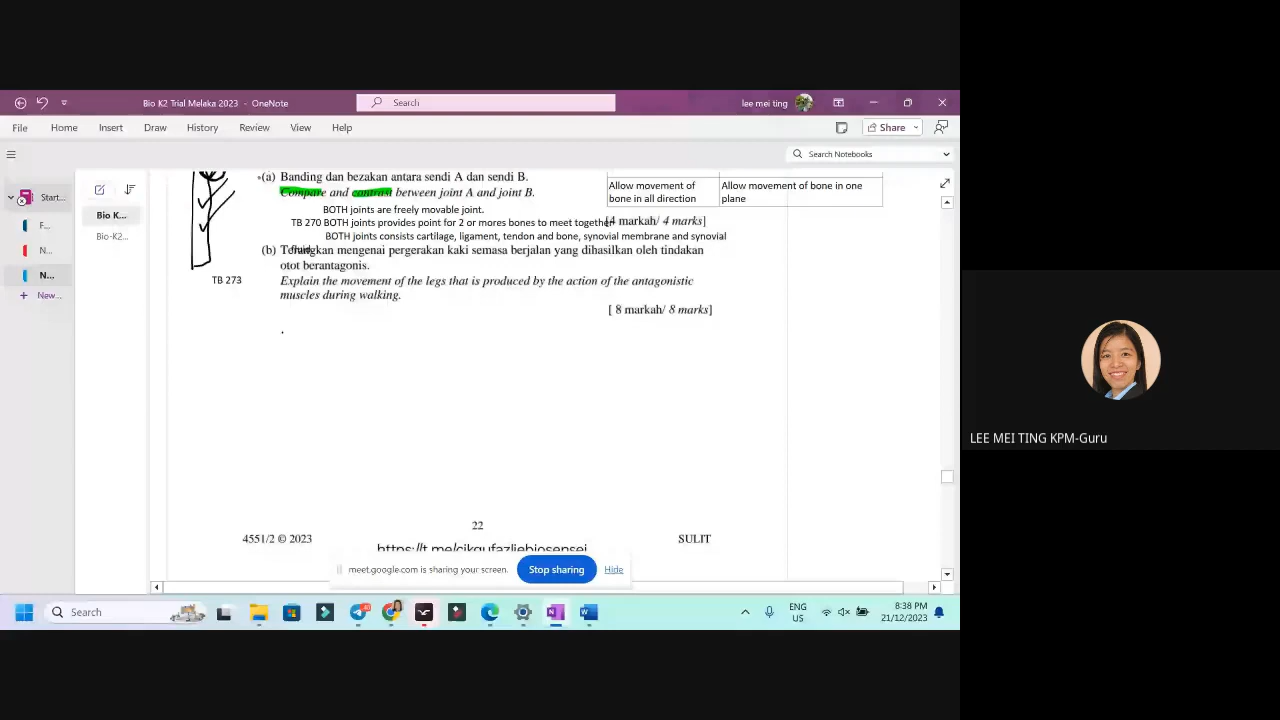 Bio K2 Trial Melaka 2023 - OneNote
Search
lee mei ting
File Home Insert Draw History Review View Help
Share
Search Notebooks
Start...
Bio K...
F...
Bio-K2...
N...
N...
New...
(a) Banding dan bezakan antara sendi A dan sendi B.
Compare and contrast between joint A and joint B.
Allow movement of bone in all direction
Allow movement of bone in one plane
BOTH joints are freely movable joint.
TB 270 BOTH joints provides point for 2 or mores bones to meet together
[4 markah/ 4 marks]
BOTH joints consists cartilage, ligament, tendon and bone, synovial membrane and synovial
(b) Terangkan mengenai pergerakan kaki semasa berjalan yang dihasilkan oleh tindakan
otot berantagonis.
TB 273
Explain the movement of the legs that is produced by the action of the antagonistic
muscles during walking.
[ 8 markah/ 8 marks]
22
4551/2 © 2023
SULIT
https://t.me/cikgufazliebiosensei
meet.google.com is sharing your screen.
Stop sharing
Hide
Search
ENG
US
8:38 PM
21/12/2023
LEE MEI TING KPM-Guru